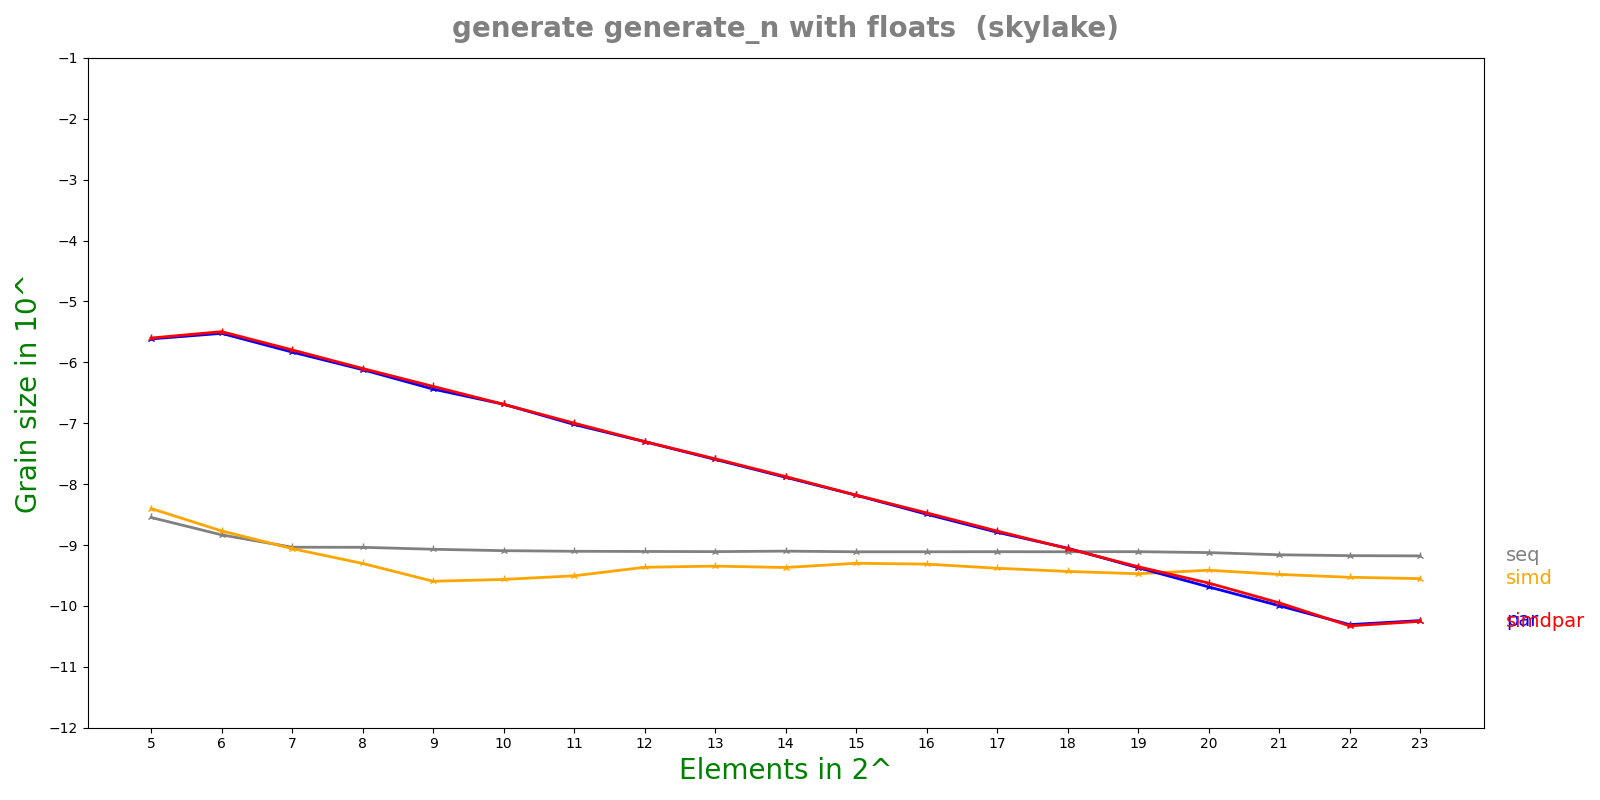 generate generate_n with floats  (skylake)
−1
−2
−3
−4
−5
−6
−7
−8
−9
−10
−11
−12
Grain size in 10^
5 6 7 8 9 10 11 12 13 14 15 16 17 18 19 20 21 22 23
Elements in 2^
seq
simd
par
simdpar